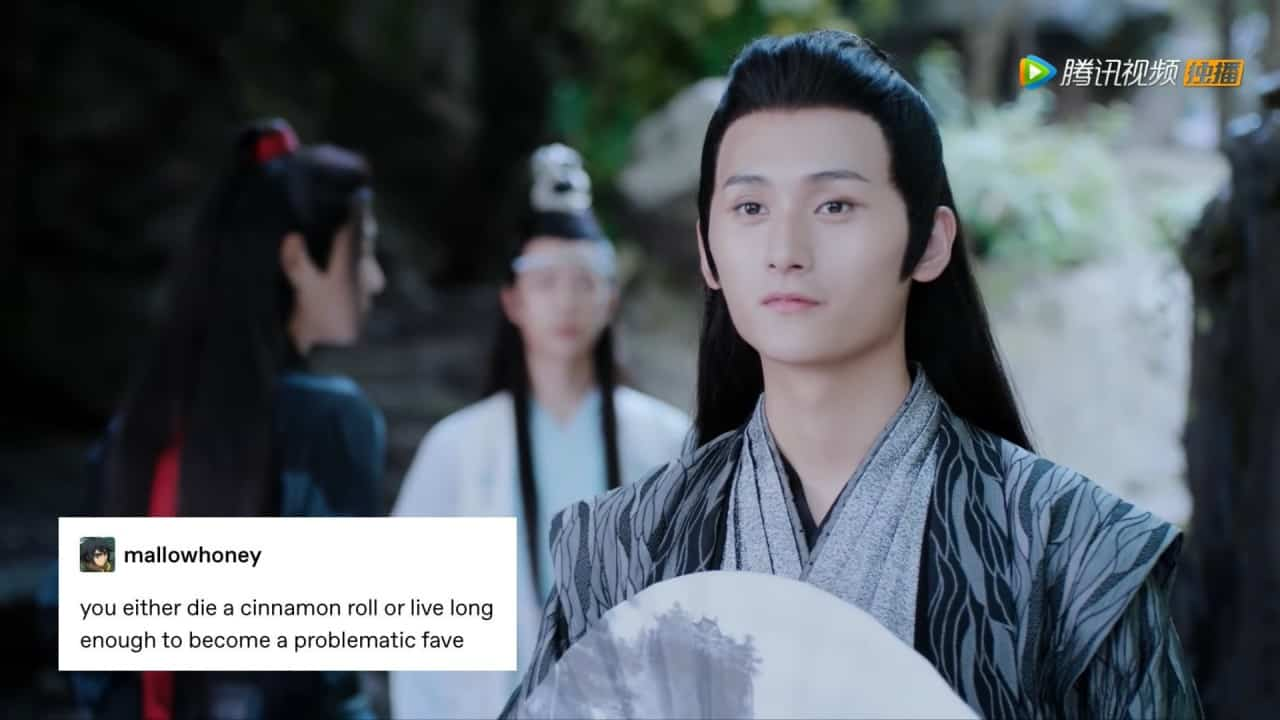 腾讯视频 独播
mallowhoney
you either die a cinnamon roll or live long
enough to become a problematic fave